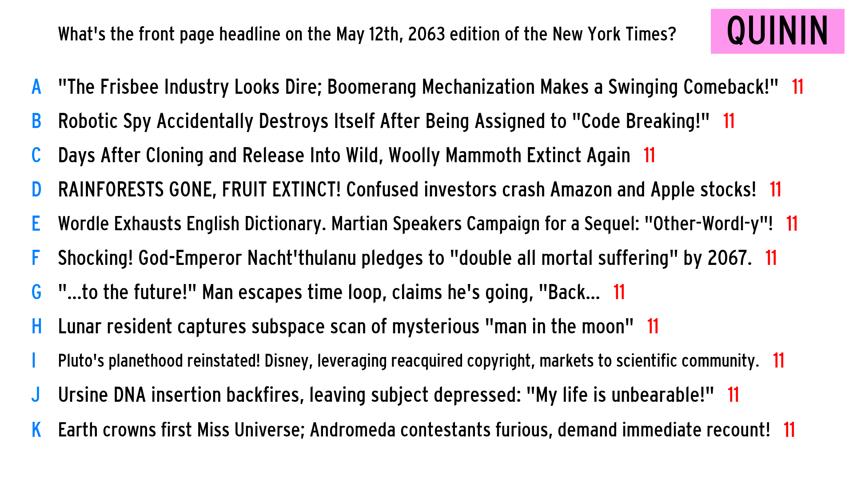 What's the front page headline on the May 12th, 2063 edition of the New York Times?
QUININ
A "The Frisbee Industry Looks Dire; Boomerang Mechanization Makes a Swinging Comeback!" 11
B Robotic Spy Accidentally Destroys Itself After Being Assigned to "Code Breaking!" 11
C Days After Cloning and Release Into Wild, Woolly Mammoth Extinct Again 11
D RAINFORESTS GONE, FRUIT EXTINCT! Confused investors crash Amazon and Apple stocks! 11
E Wordle Exhausts English Dictionary. Martian Speakers Campaign for a Sequel: "Other-Wordl-y"! 11
F Shocking! God-Emperor Nacht'thulanu pledges to "double all mortal suffering" by 2067. 11
G "...to the future!" Man escapes time loop, claims he's going, "Back... 11
H Lunar resident captures subspace scan of mysterious "man in the moon" 11
I Pluto's planethood reinstated! Disney, leveraging reacquired copyright, markets to scientific community. 11
J Ursine DNA insertion backfires, leaving subject depressed: "My life is unbearable!" 11
K Earth crowns first Miss Universe; Andromeda contestants furious, demand immediate recount! 11